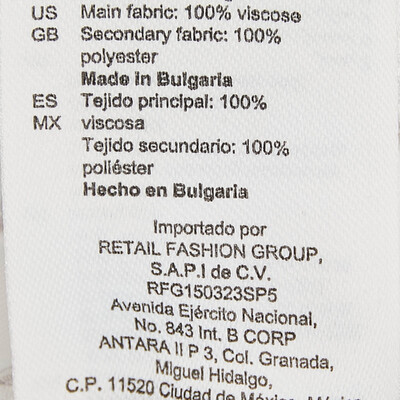 US Main fabric: 100% viscose
GB Secondary fabric: 100%
polyester
Made in Bulgaria
ES Tejido principal: 100%
MX viscosa
Tejido secundario: 100%
poliéster
Hecho en Bulgaria
Importado por
RETAIL FASHION GROUP,
S.A.P.I de C.V.
RFG150323SP5
Avenida Ejército Nacional,
No. 843 Int. B CORP
ANTARA II P 3, Col. Granada,
Miguel Hidalgo,
C.P. 11520 Ciudad de México, México